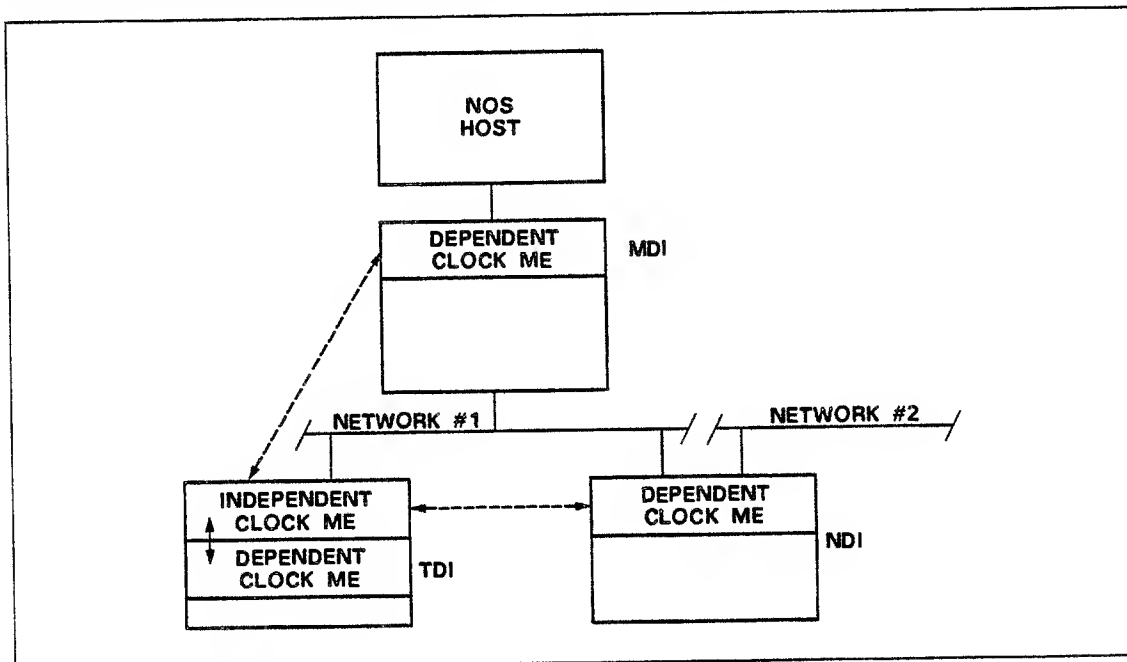 NOS
HOST
DEPENDENT
CLOCK ME
MDI
NETWORK #1
NETWORK #2
INDEPENDENT
CLOCK ME
DEPENDENT
CLOCK ME
TDI
DEPENDENT
CLOCK ME
NDI